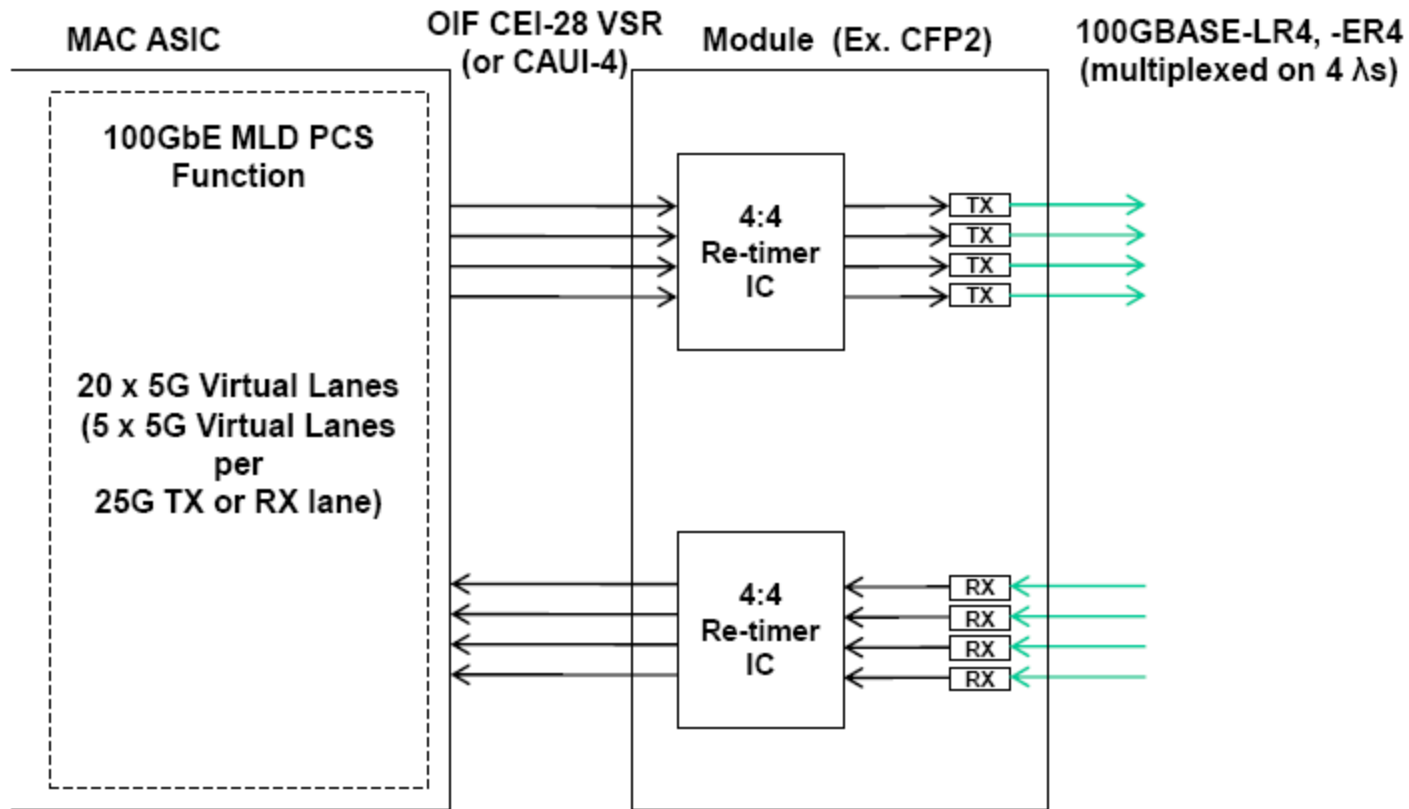 MAC ASIC
OIF CEI-28 VSR
(or CAUI-4)
Module (Ex. CFP2)
100GBASE-LR4, -ER4
(multiplexed on 4 λs)
100GbE MLD PCS
Function
20 x 5G Virtual Lanes
(5 x 5G Virtual Lanes
per
25G TX or RX lane)
4:4
Re-timer
IC
TX
TX
TX
TX
4:4
Re-timer
IC
RX
RX
RX
RX